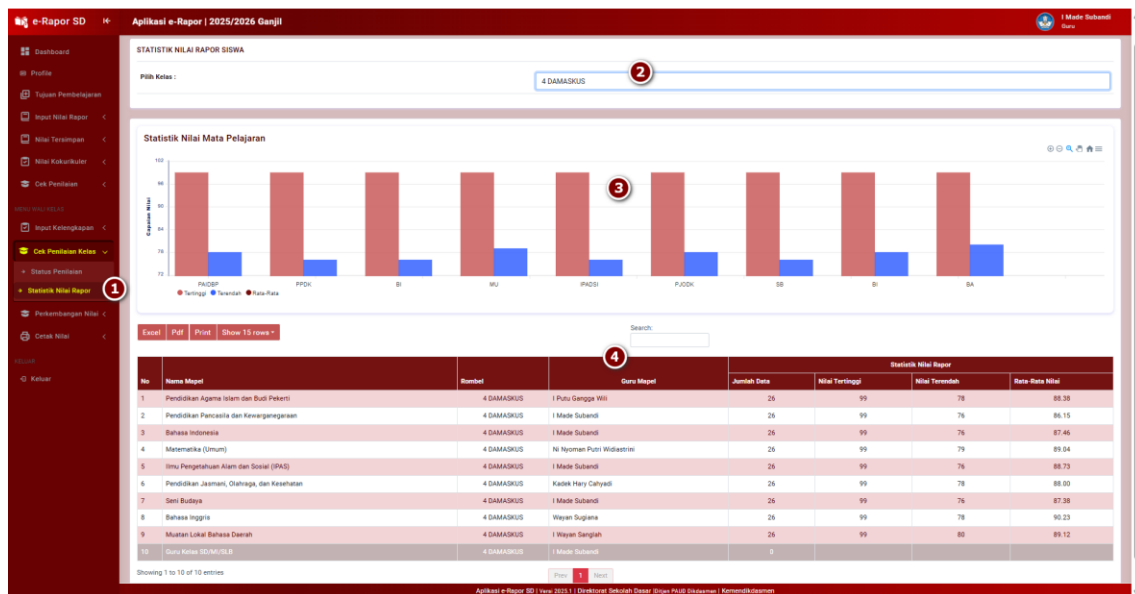 e-Rapor SD
Aplikasi e-Rapor | 2025/2026 Ganjil
I Made Subandi
Guru
Dashboard
Profile
Tujuan Pembelajaran
Input Nilai Rapor
Nilai Tersimpan
Nilai Kokurikuler
Cek Penilaian
MENU WALI KELAS
Input Kelengkapan
Cek Penilaian Kelas
+ Status Penilaian
+ Statistik Nilai Rapor
1
Perkembangan Nilai
Cetak Nilai
KELUAR
Keluar
STATISTIK NILAI RAPOR SISWA
Pilih Kelas :
4 DAMASKUS
2
Statistik Nilai Mata Pelajaran
Capaian Nilai
102
96
90
84
78
72
3
PAIDBP PPDK BI MU IPADSI PJODK SB BI BA
Tertinggi Terendah Rata-Rata
Excel Pdf Print Show 15 rows
Search:
4
Statistik Nilai Rapor
No Nama Mapel Rombel Guru Mapel Jumlah Data Nilai Tertinggi Nilai Terendah Rata-Rata Nilai
1 Pendidikan Agama Islam dan Budi Pekerti 4 DAMASKUS I Putu Gangga Wili 26 99 78 88.38
2 Pendidikan Pancasila dan Kewarganegaraan 4 DAMASKUS I Made Subandi 26 99 76 86.15
3 Bahasa Indonesia 4 DAMASKUS I Made Subandi 26 99 76 87.46
4 Matematika (Umum) 4 DAMASKUS Ni Nyoman Putri Widiastrini 26 99 79 89.04
5 Ilmu Pengetahuan Alam dan Sosial (IPAS) 4 DAMASKUS I Made Subandi 26 99 76 88.73
6 Pendidikan Jasmani, Olahraga, dan Kesehatan 4 DAMASKUS Kadek Hary Cahyadi 26 99 78 88.00
7 Seni Budaya 4 DAMASKUS I Made Subandi 26 99 76 87.38
8 Bahasa Inggris 4 DAMASKUS Wayan Sugiana 26 99 78 90.23
9 Muatan Lokal Bahasa Daerah 4 DAMASKUS I Wayan Sangiah 26 99 80 89.12
10 Guru Kelas SD/MI/SLB 4 DAMASKUS I Made Subandi 0
Showing 1 to 10 of 10 entries
Prev 1 Next
Aplikasi e-Rapor SD | Versi 2025.1 | Direktorat Sekolah Dasar |Ditjen PAUD Dikdasmen | Kemendikdasmen